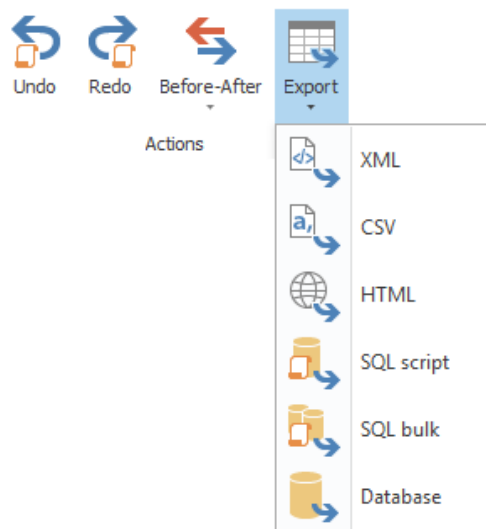 Undo Redo Before-After Export
Actions
</> XML
a, CSV
HTML
SQL script
SQL bulk
Database